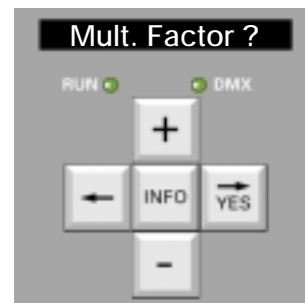 Mult. Factor ?
RUN DMX
+
← INFO → YES
-